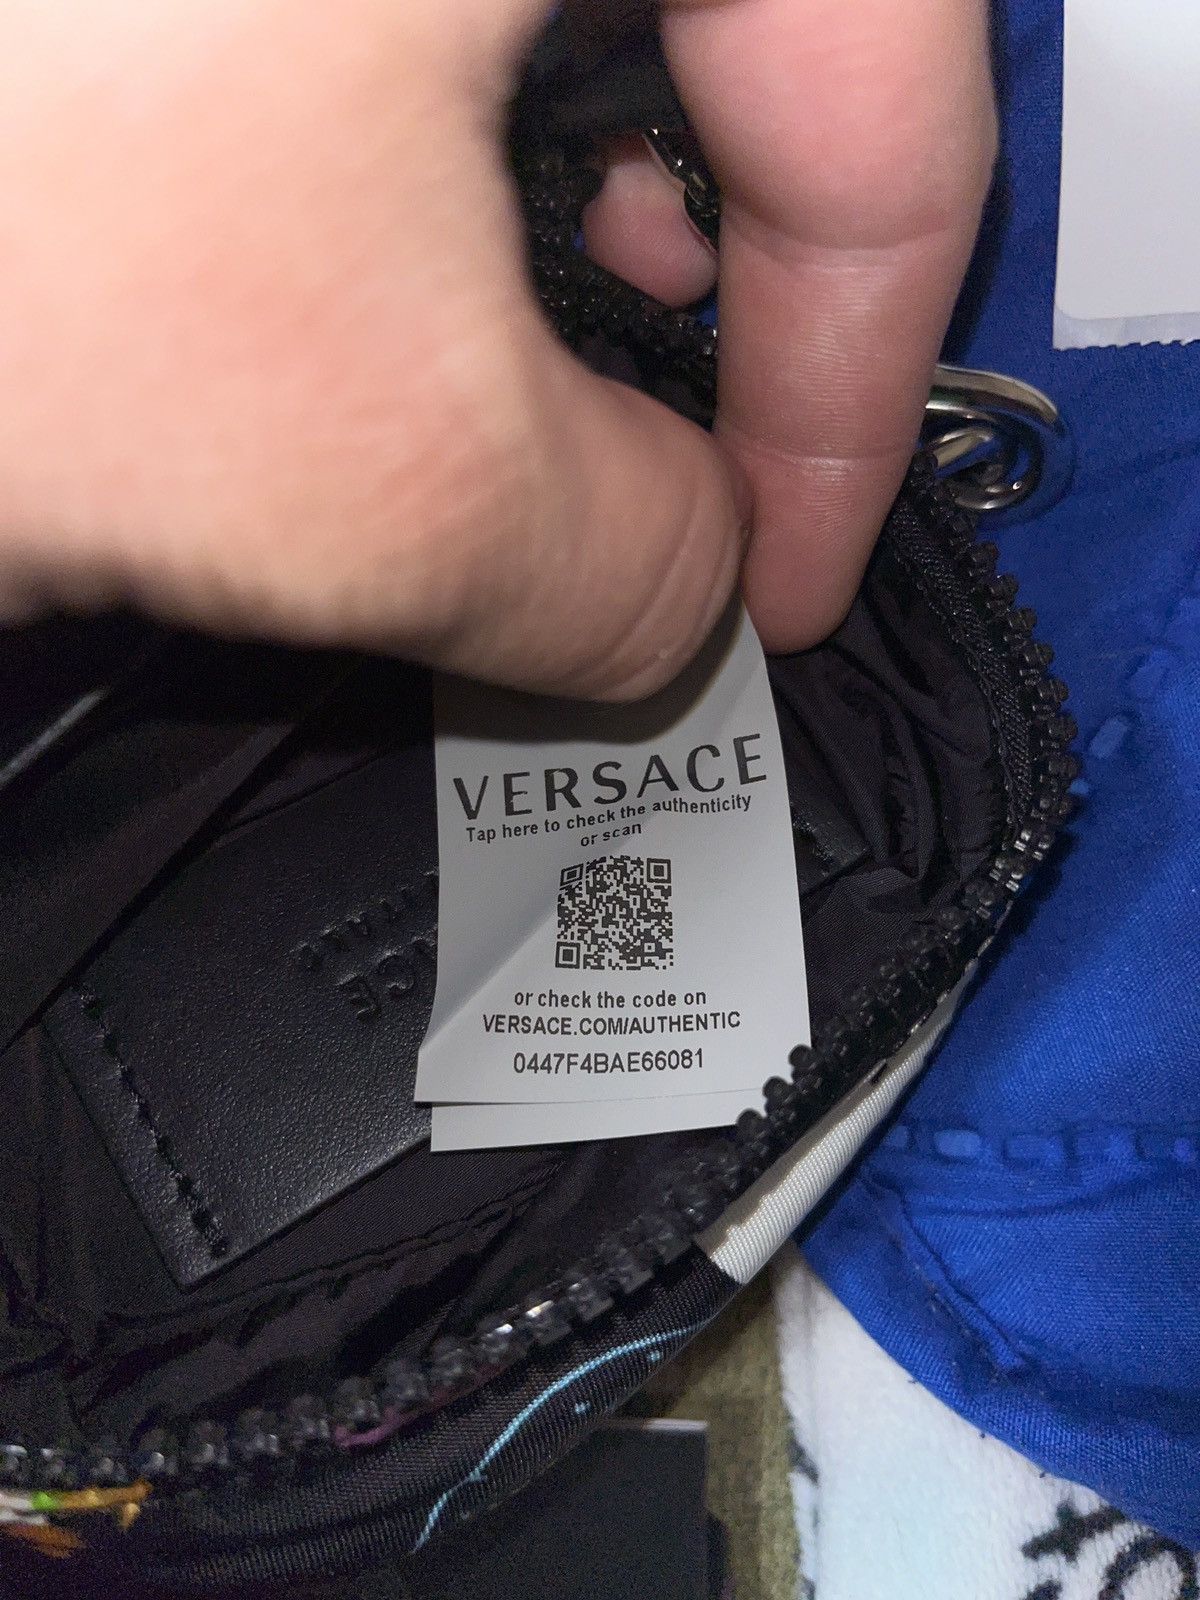 VERSACE
Tap here to check the authenticity
or scan
or check the code on
VERSACE.COM/AUTHENTIC
0447F4BAE66081